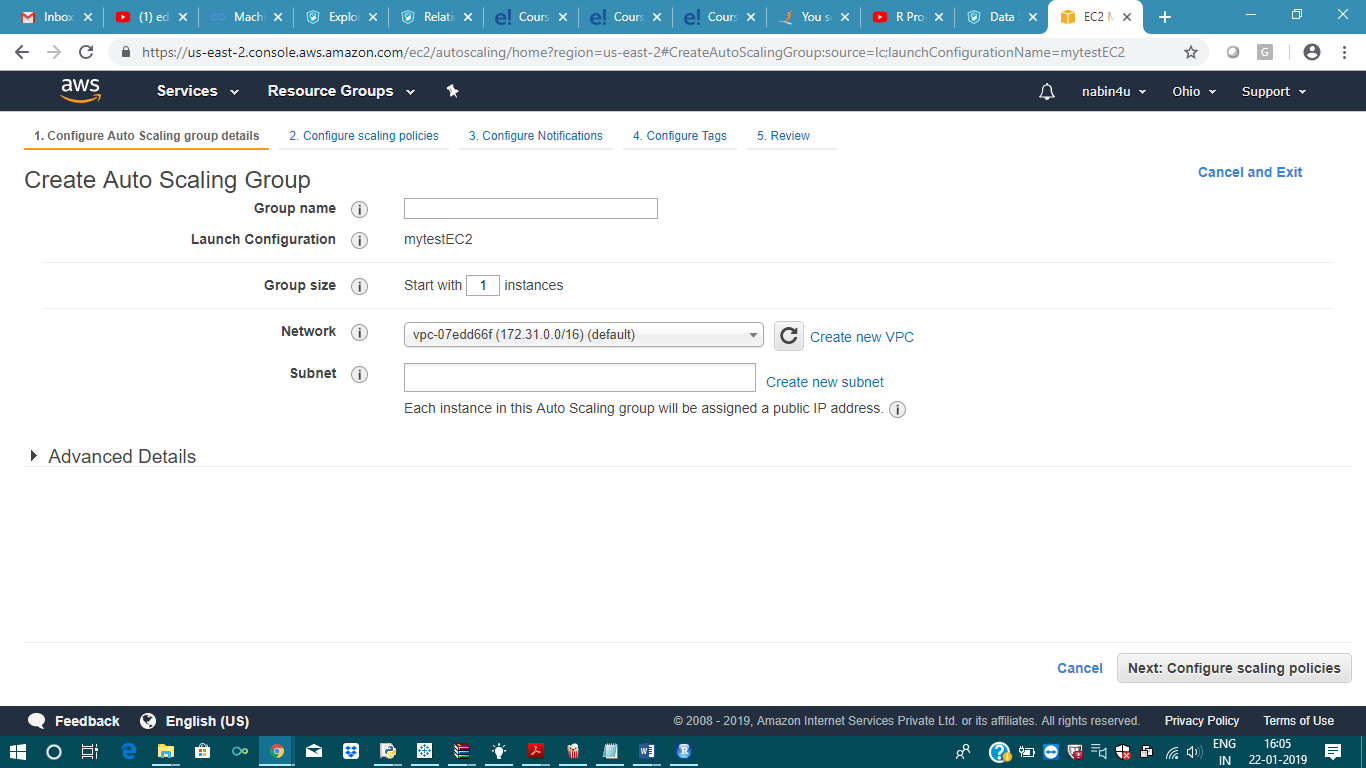 Inbox
(1) ed
Mach
Explo
Relati
e! Cours
e! Cours
e! Cours
You s
R Pro
Data
EC2 M
https://us-east-2.console.aws.amazon.com/ec2/autoscaling/home?region=us-east-2#CreateAutoScalingGroup:source=lc;launchConfigurationName=mytestEC2
G
aws Services Resource Groups nabin4u Ohio Support
1. Configure Auto Scaling group details 2. Configure scaling policies 3. Configure Notifications 4. Configure Tags 5. Review
Create Auto Scaling Group Cancel and Exit
Group name i
Launch Configuration i mytestEC2
Group size i Start with 1 instances
Network i vpc-07edd66f (172.31.0.0/16) (default) Create new VPC
Subnet i Create new subnet
Each instance in this Auto Scaling group will be assigned a public IP address. i
Advanced Details
Cancel Next: Configure scaling policies
Feedback English (US) © 2008 - 2019, Amazon Internet Services Private Ltd. or its affiliates. All rights reserved. Privacy Policy Terms of Use
ENG 16:05
IN 22-01-2019